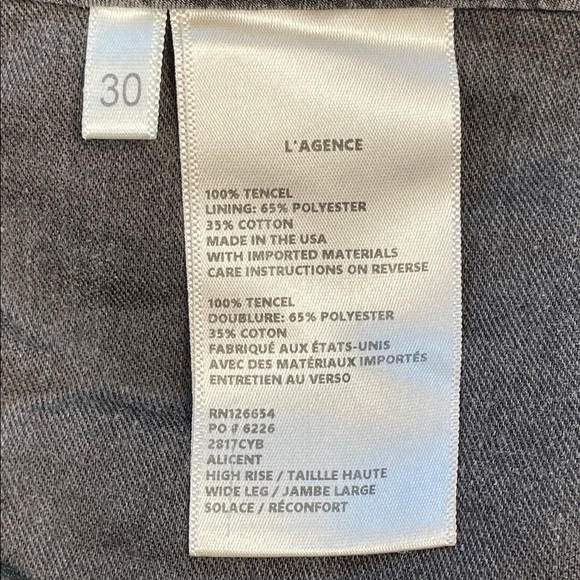 30
L'AGENCE
100% TENCEL
LINING: 65% POLYESTER
35% COTTON
MADE IN THE USA
WITH IMPORTED MATERIALS
CARE INSTRUCTIONS ON REVERSE
100% TENCEL
DOUBLURE: 65% POLYESTER
35% COTON
FABRIQUÉ AUX ÉTATS-UNIS
AVEC DES MATÉRIAUX IMPORTÉS
ENTRETIEN AU VERSO
RN126654
PO # 6226
2817CYB
ALICENT
HIGH RISE / TAILLLE HAUTE
WIDE LEG / JAMBE LARGE
SOLACE / RÉCONFORT